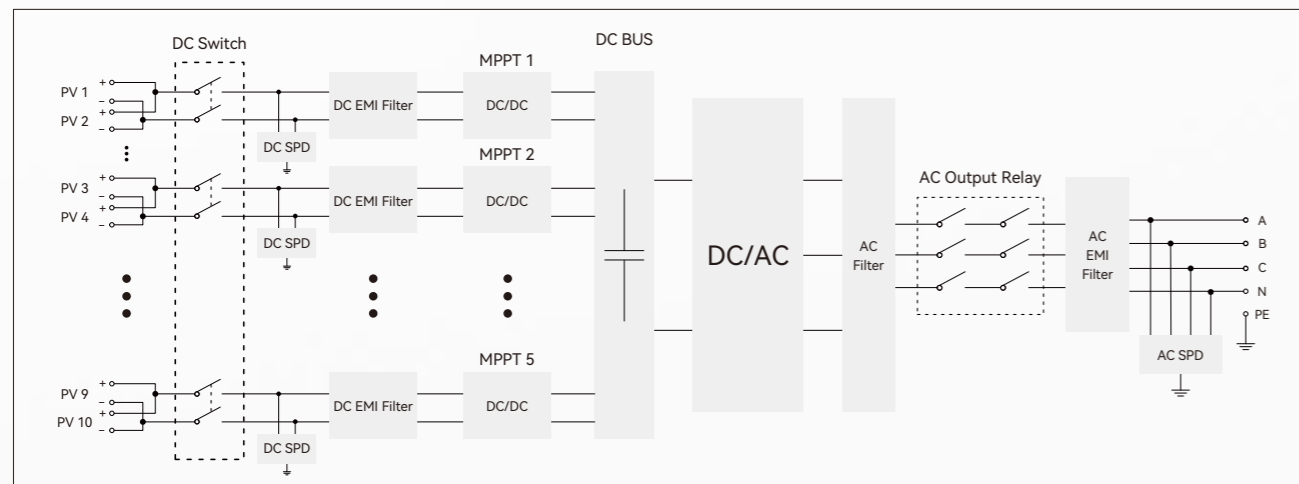 DC Switch
DC BUS
MPPT 1
PV 1
+
−
DC EMI Filter
DC/DC
PV 2
+
−
DC SPD
MPPT 2
PV 3
+
−
DC EMI Filter
DC/DC
PV 4
+
−
DC SPD
MPPT 5
PV 9
+
−
DC EMI Filter
DC/DC
PV 10
+
−
DC SPD
DC/AC
AC
Filter
AC Output Relay
AC
EMI
Filter
A
B
C
N
PE
AC SPD